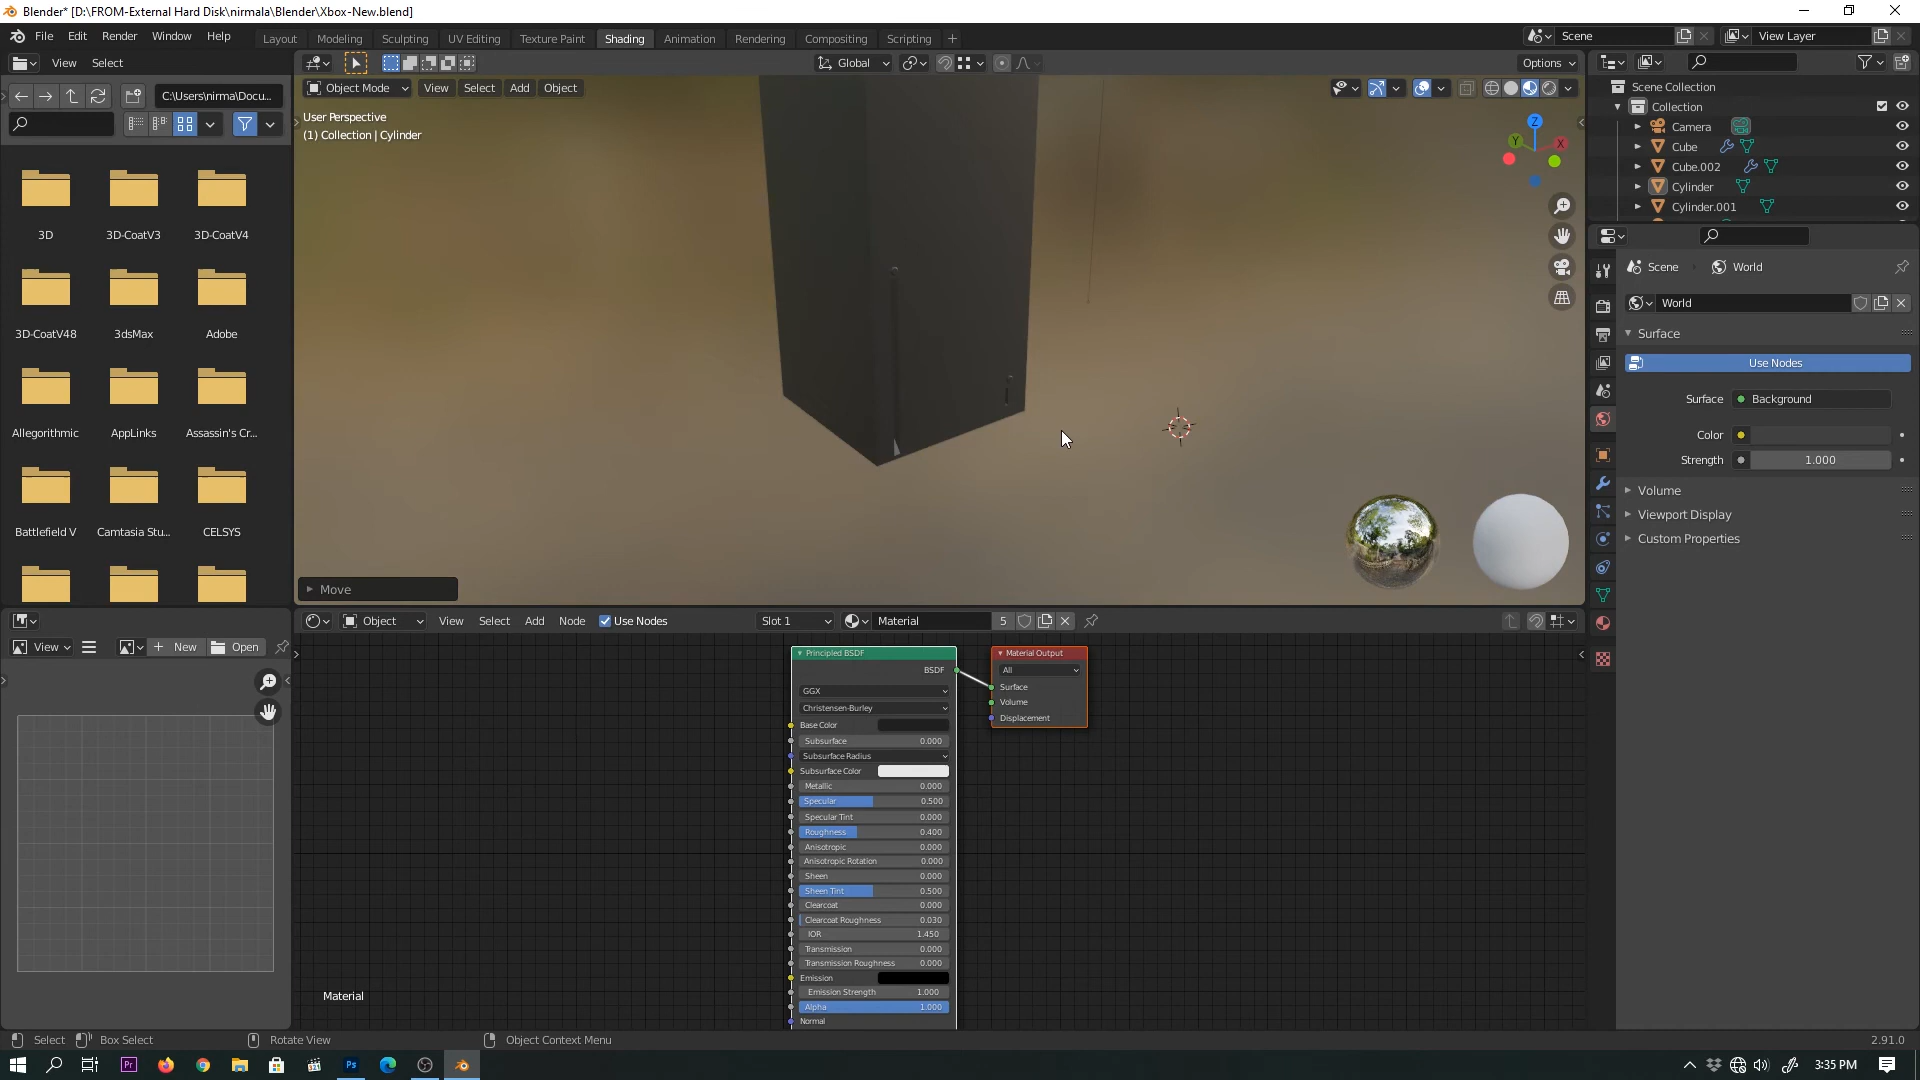 Blender* [D:\FROM-External Hard Disk\nirmala\Blender\Xbox-New.blend]
File Edit Render Window Help Layout Modeling Sculpting UV Editing Texture Paint Shading Animation Rendering Compositing Scripting + Scene View Layer
View Select Global Options
C:\Users\nirma\Docu... Object Mode View Select Add Object
User Perspective
(1) Collection | Cylinder
Scene Collection
Collection
Camera
Cube
Cube.002
Cylinder
Cylinder.001
Z
Y
X
3D 3D-CoatV3 3D-CoatV4
3D-CoatV48 3dsMax Adobe
Allegorithmic AppLinks Assassin's Cr...
Battlefield V Camtasia Stu... CELSYS
Scene World
World
Surface
Use Nodes
Surface Background
Color
Strength 1.000
Volume
Viewport Display
Custom Properties
Move
Object View Select Add Node Use Nodes Slot 1 Material 5
View New Open
Principled BSDF
BSDF
GGX
Christensen-Burley
Base Color
Subsurface 0.000
Subsurface Radius
Subsurface Color
Metallic 0.000
Specular 0.500
Specular Tint 0.000
Roughness 0.400
Anisotropic 0.000
Anisotropic Rotation 0.000
Sheen 0.000
Sheen Tint 0.500
Clearcoat 0.000
Clearcoat Roughness 0.030
IOR 1.450
Transmission 0.000
Transmission Roughness 0.000
Emission
Emission Strength 1.000
Alpha 1.000
Normal
Material Output
All
Surface
Volume
Displacement
Material
Select Box Select Rotate View Object Context Menu 2.91.0
Pr Ps 3:35 PM